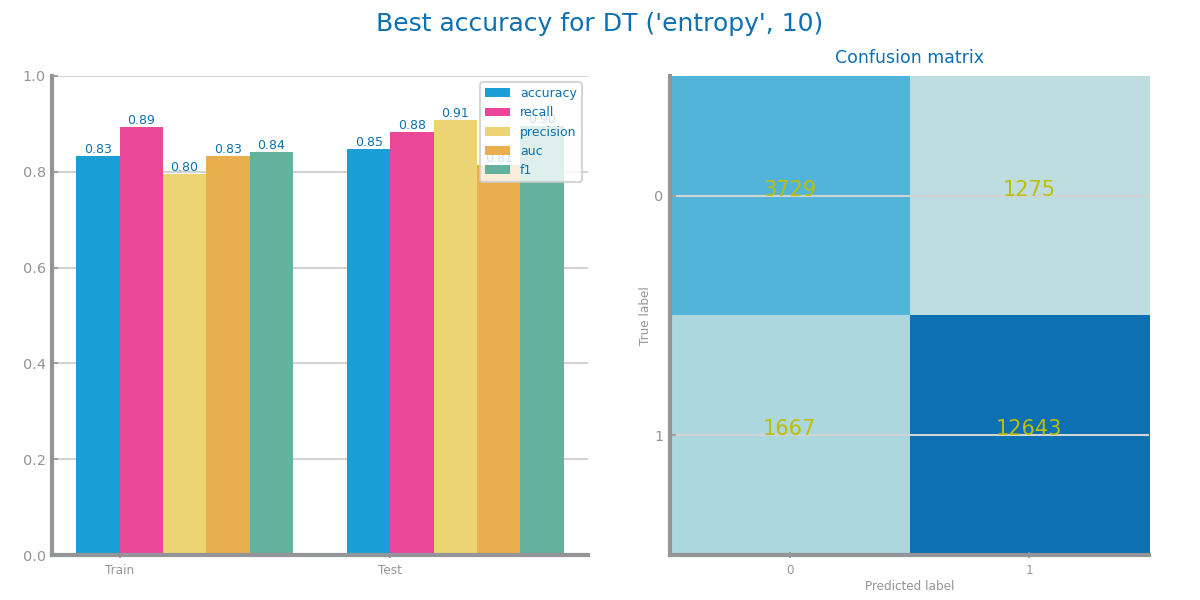 Best accuracy for DT ('entropy', 10)
1.0
0.8
0.6
0.4
0.2
0.0
0.83
0.89
0.80
0.83
0.84
0.85
0.88
0.91
0.81
0.90
accuracy
recall
precision
auc
f1
Train
Test
Confusion matrix
True label
0
1
3729
1275
1667
12643
0
1
Predicted label